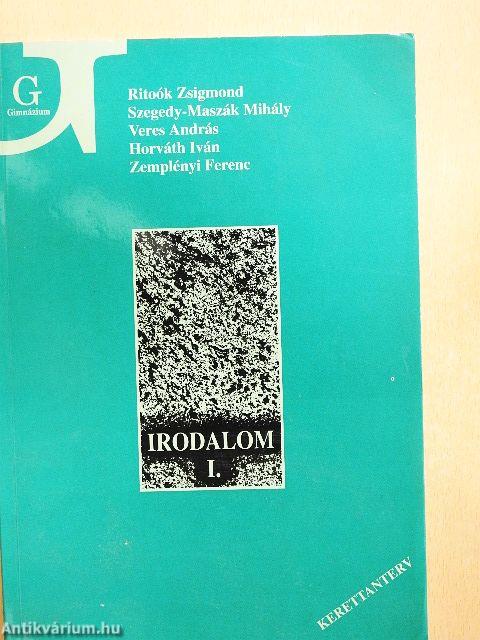 G
Gimnázium
Ritoók Zsigmond
Szegedy-Maszák Mihály
Veres András
Horváth Iván
Zemplényi Ferenc
IRODALOM
I.
KERETTANTERV
Antikvárium.hu